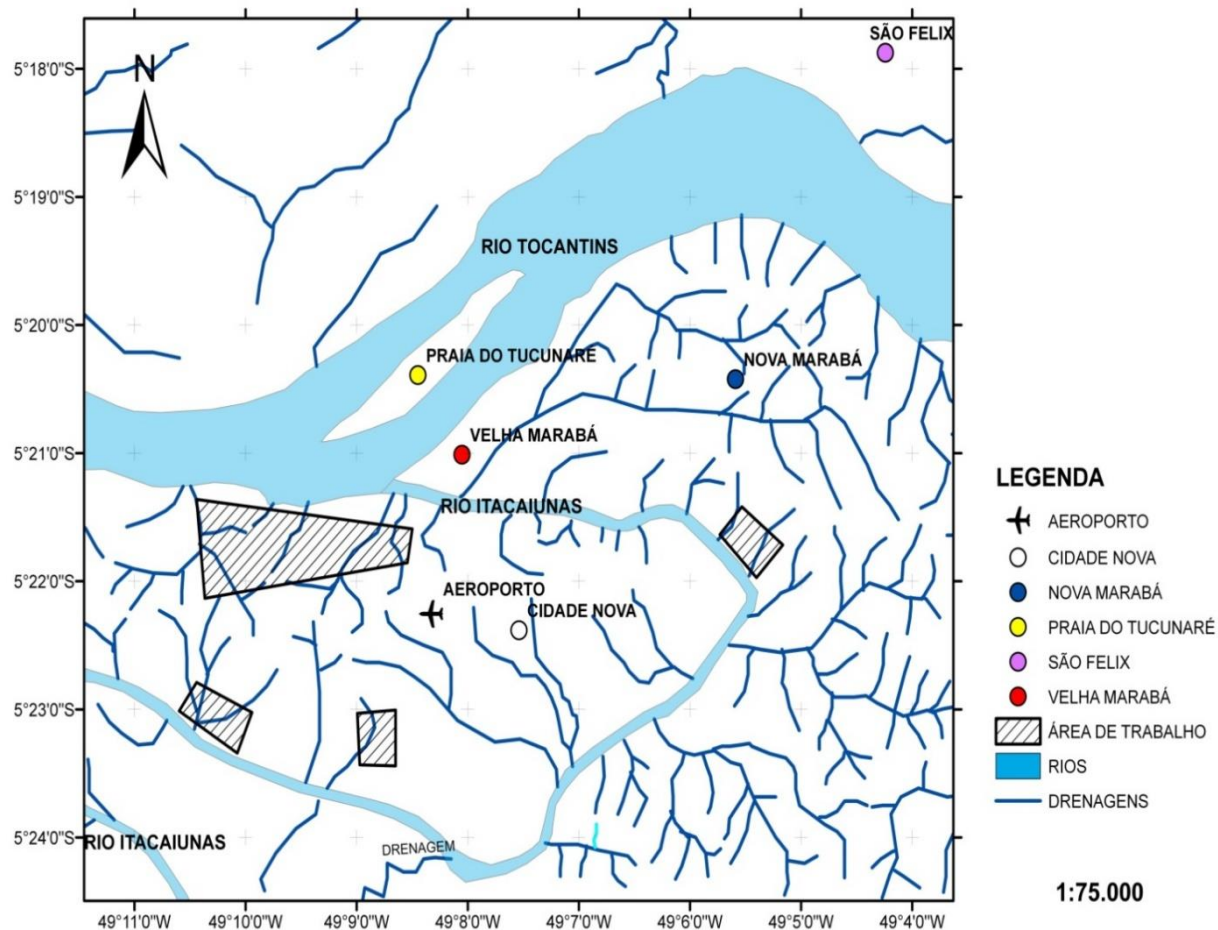 SÃO FELIX
N
5°18'0"S
5°19'0"S
RIO TOCANTINS
5°20'0"S
PRAIA DO TUCUNARÉ
NOVA MARABÁ
VELHA MARABÁ
5°21'0"S
RIO ITACAIUNAS
5°22'0"S
AEROPORTO
CIDADE NOVA
5°23'0"S
5°24'0"S
RIO ITACAIUNAS
DRENAGEM
49°11'0"W
49°10'0"W
49°9'0"W
49°8'0"W
49°7'0"W
49°6'0"W
49°5'0"W
49°4'0"W
LEGENDA
AEROPORTO
CIDADE NOVA
NOVA MARABÁ
PRAIA DO TUCUNARÉ
SÃO FELIX
VELHA MARABÁ
ÁREA DE TRABALHO
RIOS
DRENAGENS
1:75.000